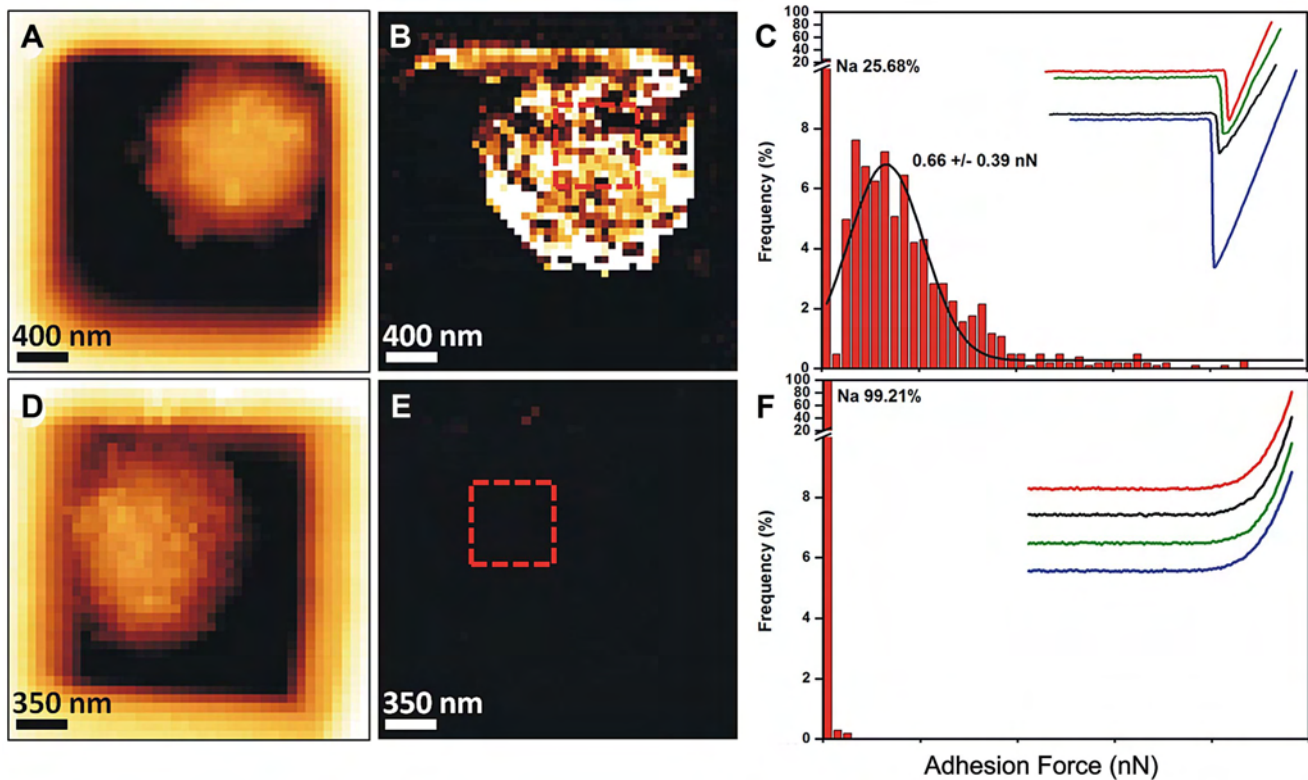 A
400 nm
B
400 nm
C
100
80
60
40
20
8
6
4
2
0
Frequency (%)
Na 25.68%
0.66 +/- 0.39 nN
D
350 nm
E
350 nm
F
100
80
60
40
20
8
6
4
2
0
Frequency (%)
Na 99.21%
Adhesion Force (nN)